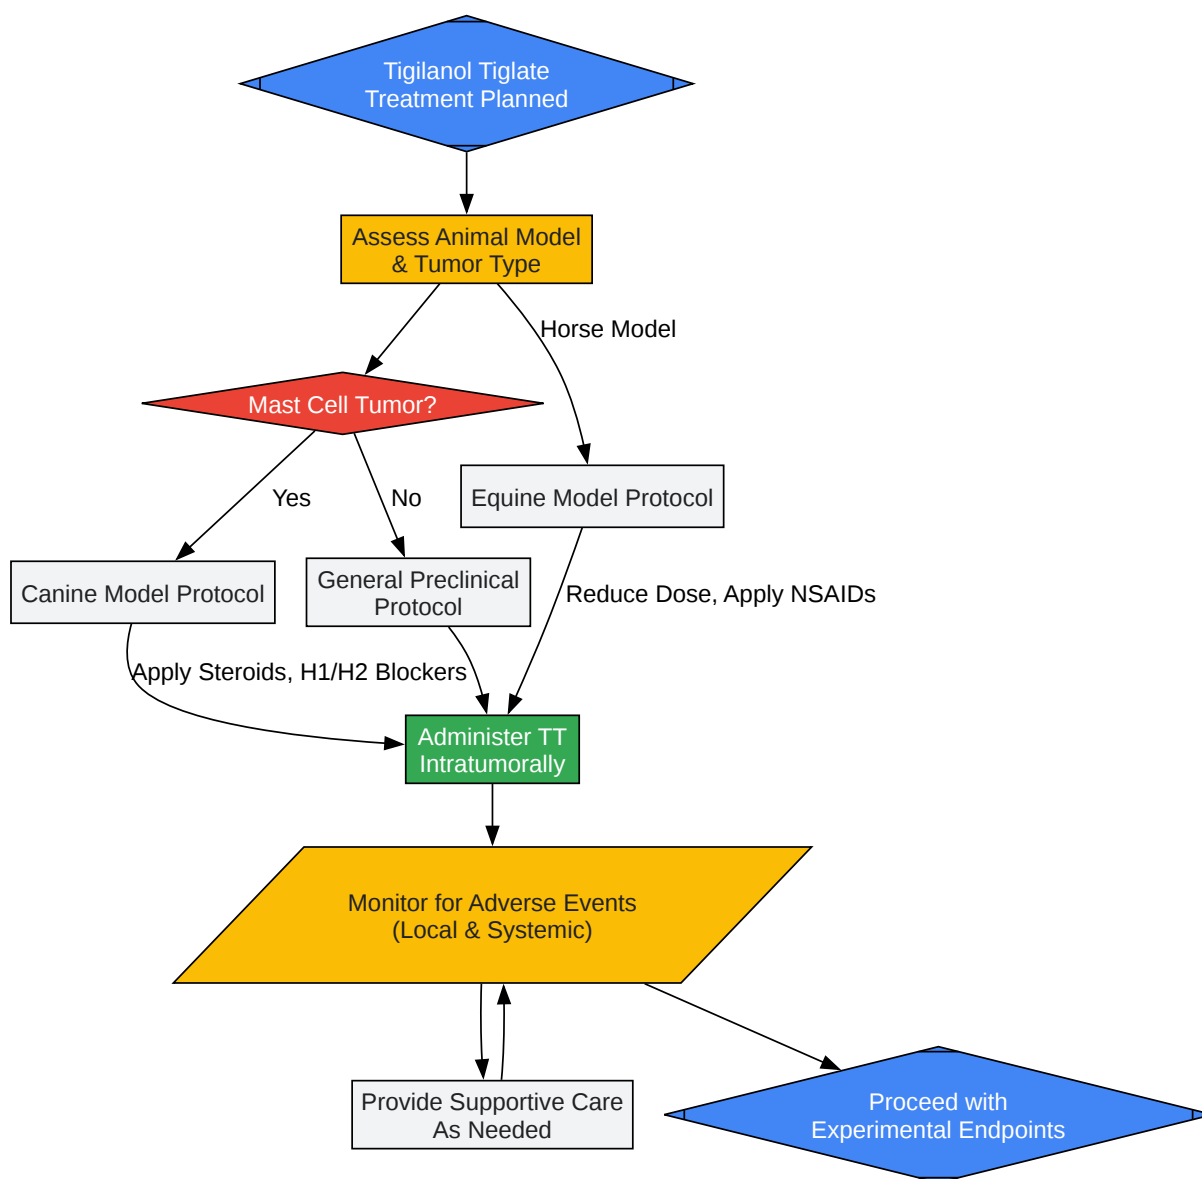 Tigilanol Tiglate
Treatment Planned
Assess Animal Model
& Tumor Type
Horse Model
Mast Cell Tumor?
Yes
No
Equine Model Protocol
Canine Model Protocol
General Preclinical
Protocol
Reduce Dose, Apply NSAIDs
Apply Steroids, H1/H2 Blockers
Administer TT
Intratumorally
Monitor for Adverse Events
(Local & Systemic)
Provide Supportive Care
As Needed
Proceed with
Experimental Endpoints